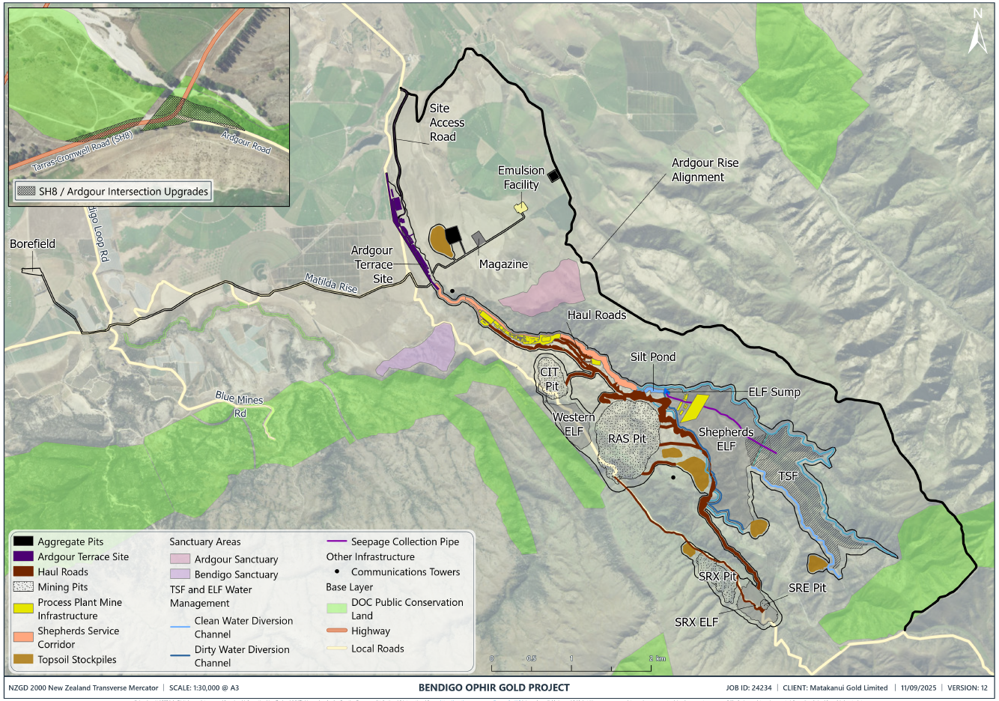 N
Tarras-Cromwell Road (SH8)
Ardgour Road
SH8 / Ardgour Intersection Upgrades
Site
Access
Road
Emulsion
Facility
Ardgour Rise
Alignment
Loop Rd
Borefield
Ardgour
Terrace
Site
Magazine
Matilda Rise
Haul Roads
Silt Pond
CIT
Pit
ELF Sump
Blue Mines
Rd
Western
ELF
RAS Pit
Shepherds
ELF
TSF
SRX Pit
SRE Pit
SRX ELF
Aggregate Pits
Ardgour Terrace Site
Haul Roads
Mining Pits
Process Plant Mine
Infrastructure
Shepherds Service
Corridor
Topsoil Stockpiles
Sanctuary Areas
Ardgour Sanctuary
Bendigo Sanctuary
TSF and ELF Water
Management
Clean Water Diversion
Channel
Dirty Water Diversion
Channel
Seepage Collection Pipe
Other Infrastructure
Communications Towers
Base Layer
DOC Public Conservation
Land
Highway
Local Roads
0 0.5 1 2 km
NZGD 2000 New Zealand Transverse Mercator | SCALE: 1:30,000 @ A3
BENDIGO OPHIR GOLD PROJECT
JOB ID: 24234 | CLIENT: Matakanui Gold Limited | 11/09/2025 | VERSION: 12